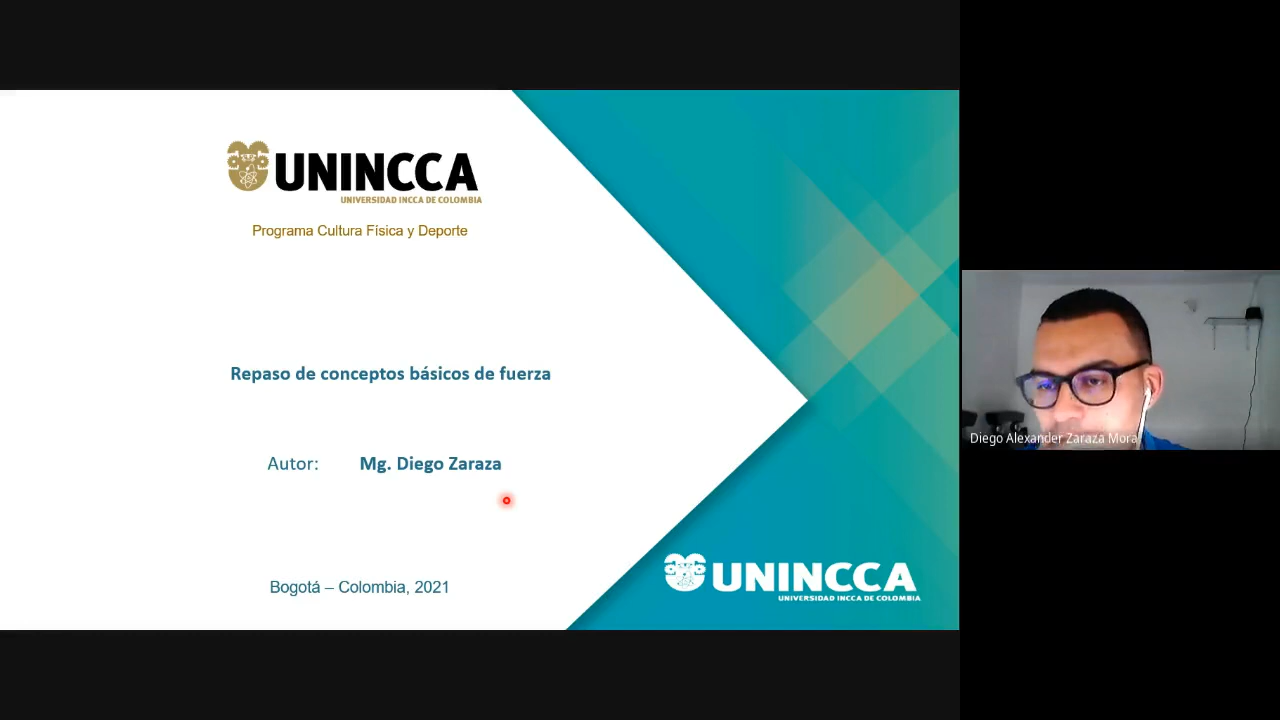 UNINCCA
UNIVERSIDAD INCCA DE COLOMBIA
Programa Cultura Física y Deporte
Repaso de conceptos básicos de fuerza
Autor: Mg. Diego Zaraza
Bogotá – Colombia, 2021
UNINCCA
UNIVERSIDAD INCCA DE COLOMBIA
Diego Alexander Zaraza Mora